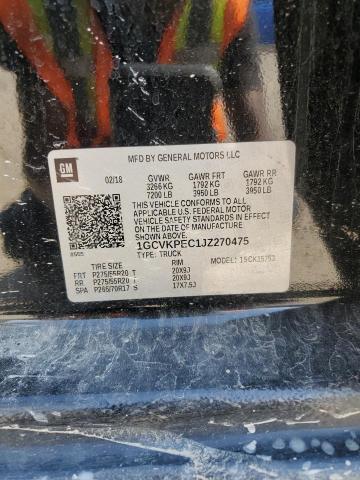 GM
MFD BY GENERAL MOTORS LLC
02/18 GVWR GAWR FRT GAWR RR
3266 KG 1792 KG 1792 KG
7200 LB 3950 LB 3950 LB
THIS VEHICLE CONFORMS TO ALL
APPLICABLE U.S. FEDERAL MOTOR
VEHICLE SAFETY STANDARDS IN
EFFECT ON THE DATE OF
MANUFACTURE SHOWN ABOVE.
1GCVKPEC1JZ270475
TYPE: TRUCK
TIRE SIZE RIM
FRT P275/55R20 T 20X9J
RR P275/55R20 T 20X9J
SPA P265/70R17 S 17X7.5J